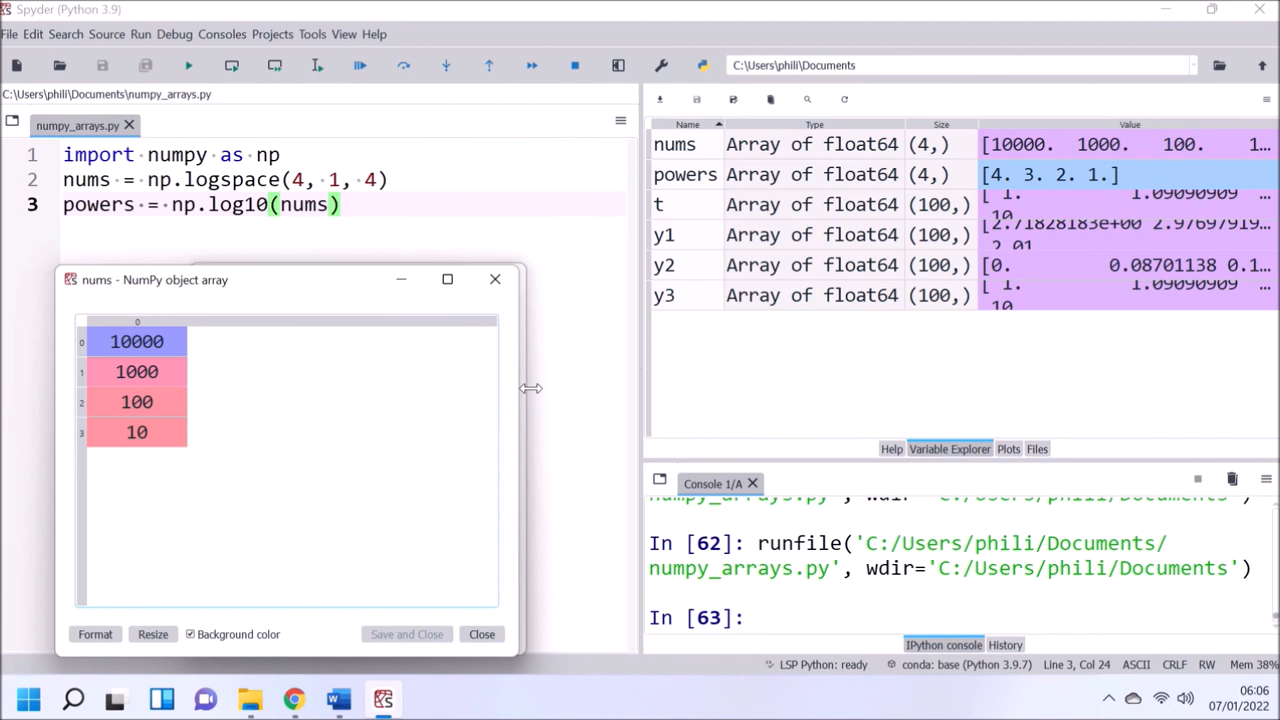 Spyder (Python 3.9)
File Edit Search Source Run Debug Consoles Projects Tools View Help
C:\Users\phili\Documents
C:\Users\phili\Documents\numpy_arrays.py
numpy_arrays.py
1 import numpy as np
2 nums = np.logspace(4, 1, 4)
3 powers = np.log10(nums)
nums - NumPy object array
0
0 10000
1 1000
2 100
3 10
Format Resize Background color Save and Close Close
Name Type Size Value
nums Array of float64 (4,) [10000. 1000. 100. 1...
powers Array of float64 (4,) [4. 3. 2. 1.]
t Array of float64 (100,) [ 1. 1.09090909 ...
10
y1 Array of float64 (100,) [2.71828183e+00 2.97697919...
2.01
y2 Array of float64 (100,) [0. 0.08701138 0.1...
y3 Array of float64 (100,) [ 1. 1.09090909 ...
10
Help Variable Explorer Plots Files
Console 1/A
numpy_arrays.py', wdir='C:/Users/phili/Documents')
In [62]: runfile('C:/Users/phili/Documents/
numpy_arrays.py', wdir='C:/Users/phili/Documents')
In [63]:
IPython console History
LSP Python: ready conda: base (Python 3.9.7) Line 3, Col 24 ASCII CRLF RW Mem 38%
06:06
07/01/2022